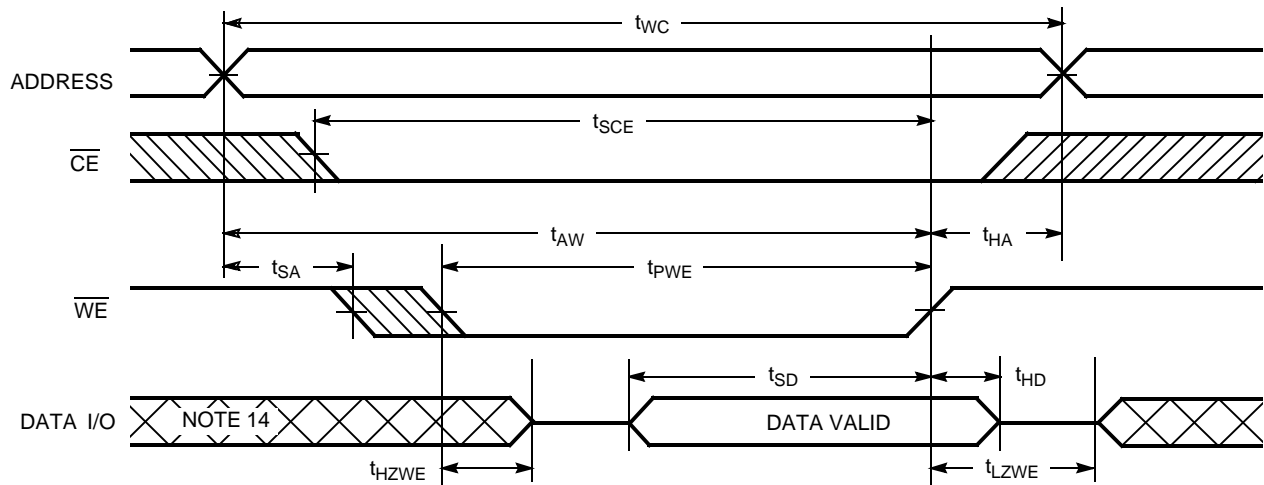 tWC
ADDRESS
tSCE
CE
tAW
tHA
tSA
tPWE
WE
tSD
tHD
DATA I/O
NOTE 14
DATA VALID
tHZWE
tLZWE